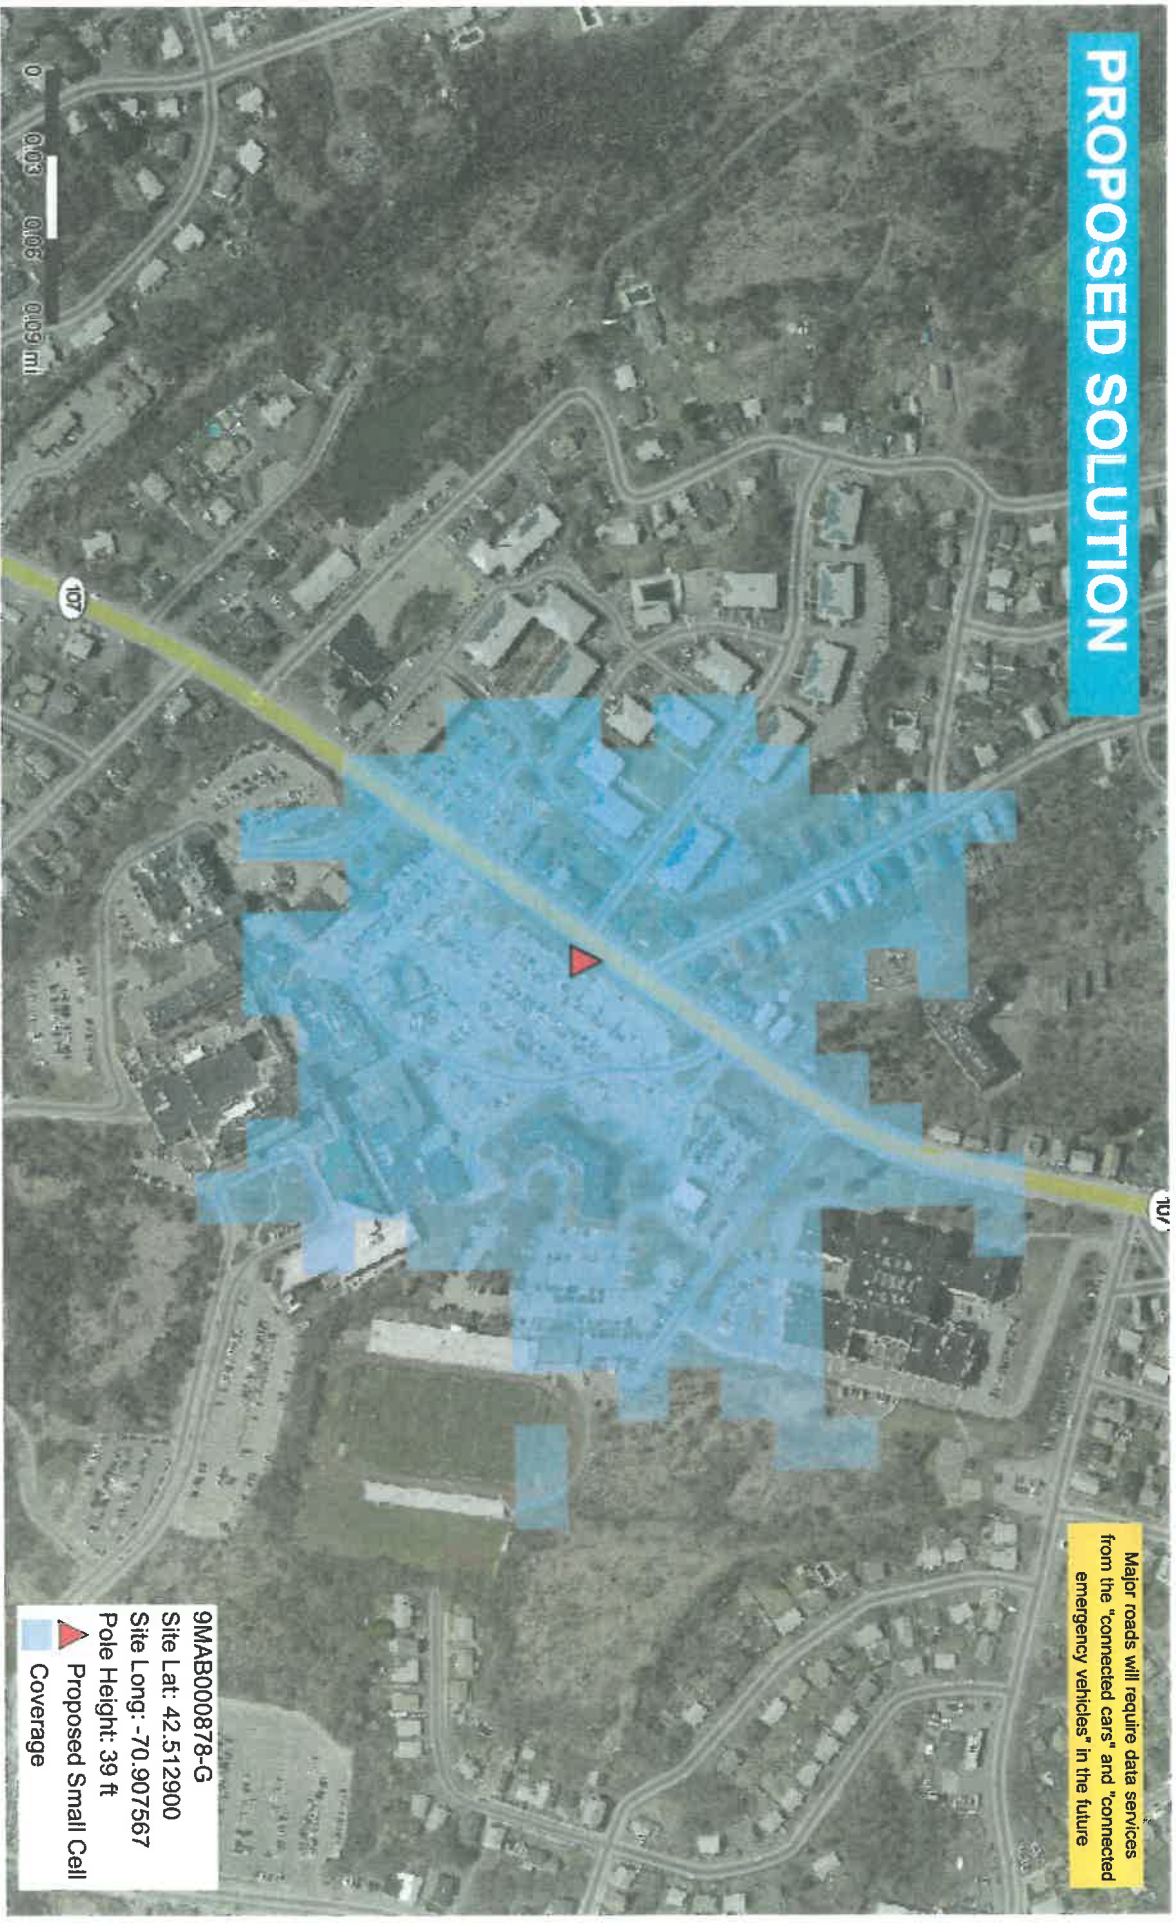 PROPOSED SOLUTION
Major roads will require data services
from the "connected cars" and "connected
emergency vehicles" in the future
107
107
0 0.03 0.06 0.09 mi
9MAB000878-G
Site Lat: 42.512900
Site Long: -70.907567
Pole Height: 39 ft
Proposed Small Cell
Coverage